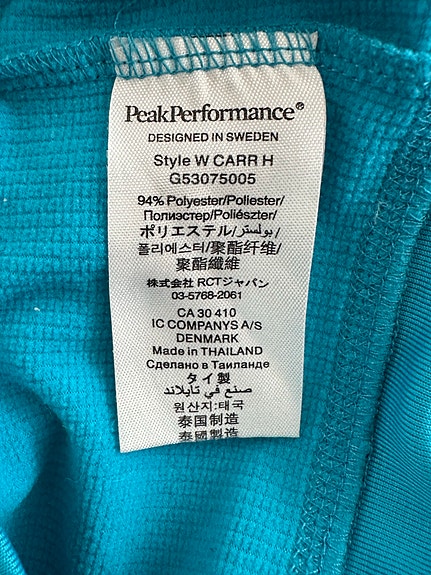 PeakPerformance®
DESIGNED IN SWEDEN
Style W CARR H
G53075005
94% Polyester/Poliester/
Полиэстер/Poliészter/
ポリエステル/بولستر/
폴리에스터/聚酯纤维/
聚酯纖維
株式会社 RCTジャパン
03-5768-2061
CA 30 410
IC COMPANYS A/S
DENMARK
Made in THAILAND
Сделано в Таиланде
タイ製
صنع في تايلاند
원산지:태국
泰国制造
泰國製造